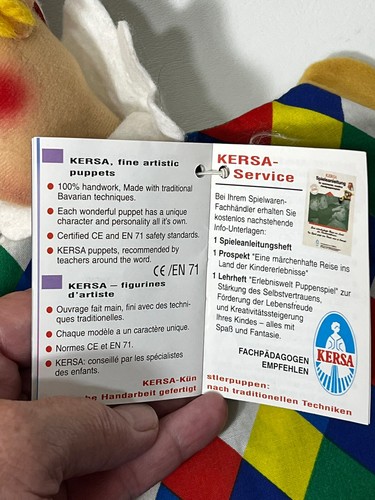 KERSA, fine artistic
puppets
100% handwork, Made with traditional
Bavarian techniques.
Each wonderful puppet has a unique
character and personality all it's own.
Certified CE and EN 71 safety standards.
KERSA puppets, recommended by
teachers around the word.
CE/EN 71
KERSA — figurines
d'artiste
Ouvrage fait main, fini avec des techni-
ques traditionelles.
Chaque modèle a un caractère unique.
Normes CE et EN 71.
KERSA: conseillé par les spécialistes
des enfants.
KERSA-Kün
he Handarbeit gefertigt
KERSA-
Service
Bei Ihrem Spielwaren-
Fachhändler erhalten Sie
kostenlos nachstehende
Info-Unterlagen:
1 Spieleanleitungsheft
1 Prospekt "Eine märchenhafte Reise ins
Land der Kindererlebnisse"
1 Lehrheft "Erlebniswelt Puppenspiel" zur
Stärkung des Selbstvertrauens,
Förderung der Lebensfreude
und Kreativitätssteigerung
Ihres Kindes – alles mit
Spaß und Fantasie.
FACHPÄDAGOGEN
EMPFEHLEN
KERSA
stlerpuppen:
nach traditionellen Techniken